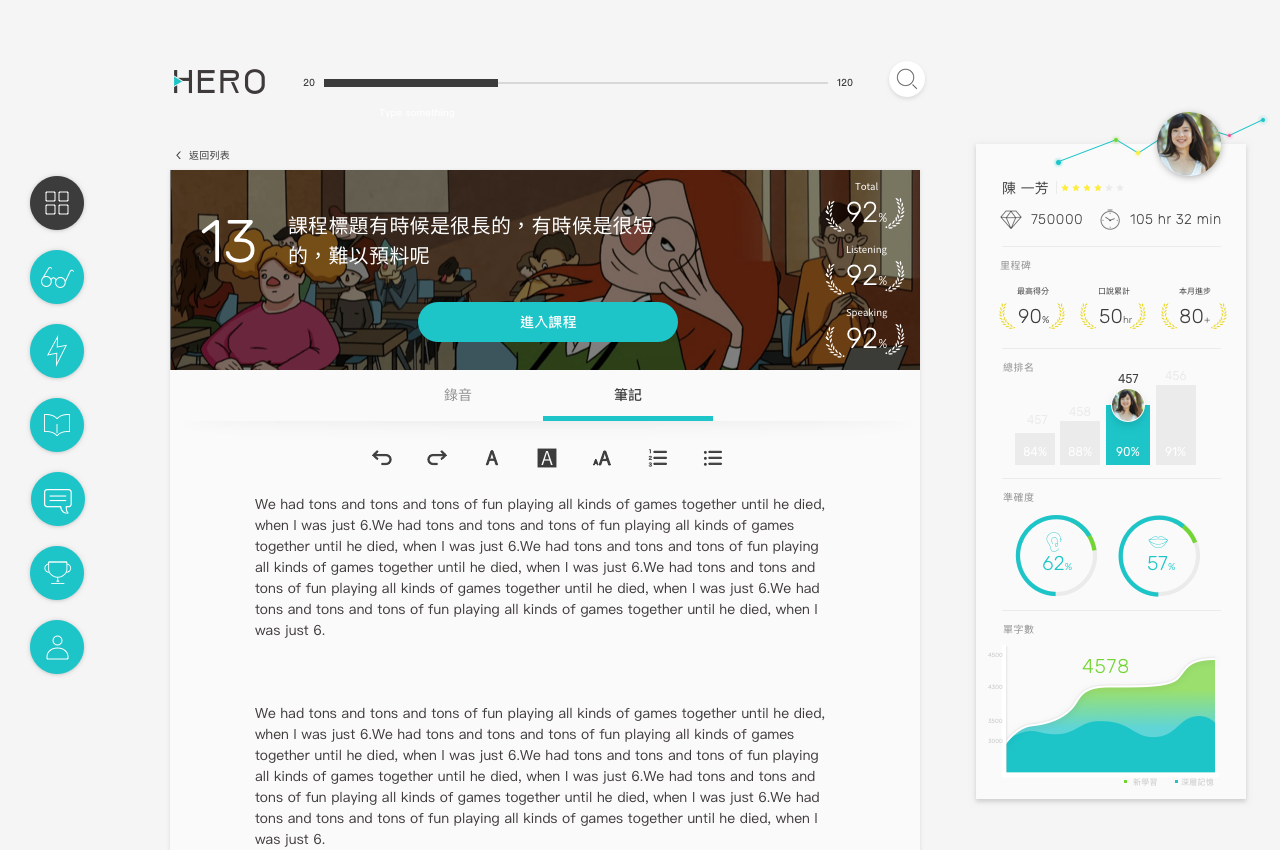 HERO
20
120
Type something
返回列表
13
課程標題有時候是很長的，有時候是很短
的，難以預料呢
進入課程
Total
92%
Listening
92%
Speaking
92%
錄音
筆記
A
A
AA
We had tons and tons and tons of fun playing all kinds of games together until he died,
when I was just 6.We had tons and tons and tons of fun playing all kinds of games
together until he died, when I was just 6.We had tons and tons and tons of fun playing
all kinds of games together until he died, when I was just 6.We had tons and tons and
tons of fun playing all kinds of games together until he died, when I was just 6.We had
tons and tons and tons of fun playing all kinds of games together until he died, when I
was just 6.
We had tons and tons and tons of fun playing all kinds of games together until he died,
when I was just 6.We had tons and tons and tons of fun playing all kinds of games
together until he died, when I was just 6.We had tons and tons and tons of fun playing
all kinds of games together until he died, when I was just 6.We had tons and tons and
tons of fun playing all kinds of games together until he died, when I was just 6.We had
tons and tons and tons of fun playing all kinds of games together until he died, when I
was just 6.
陳 一芳
750000
105 hr 32 min
里程碑
最高得分
口說累計
本月進步
90%
50hr
80+
總排名
457
458
457
456
84%
88%
90%
91%
準確度
62%
57%
單字數
4578
4500
4200
3500
3000
新學習
深層記憶